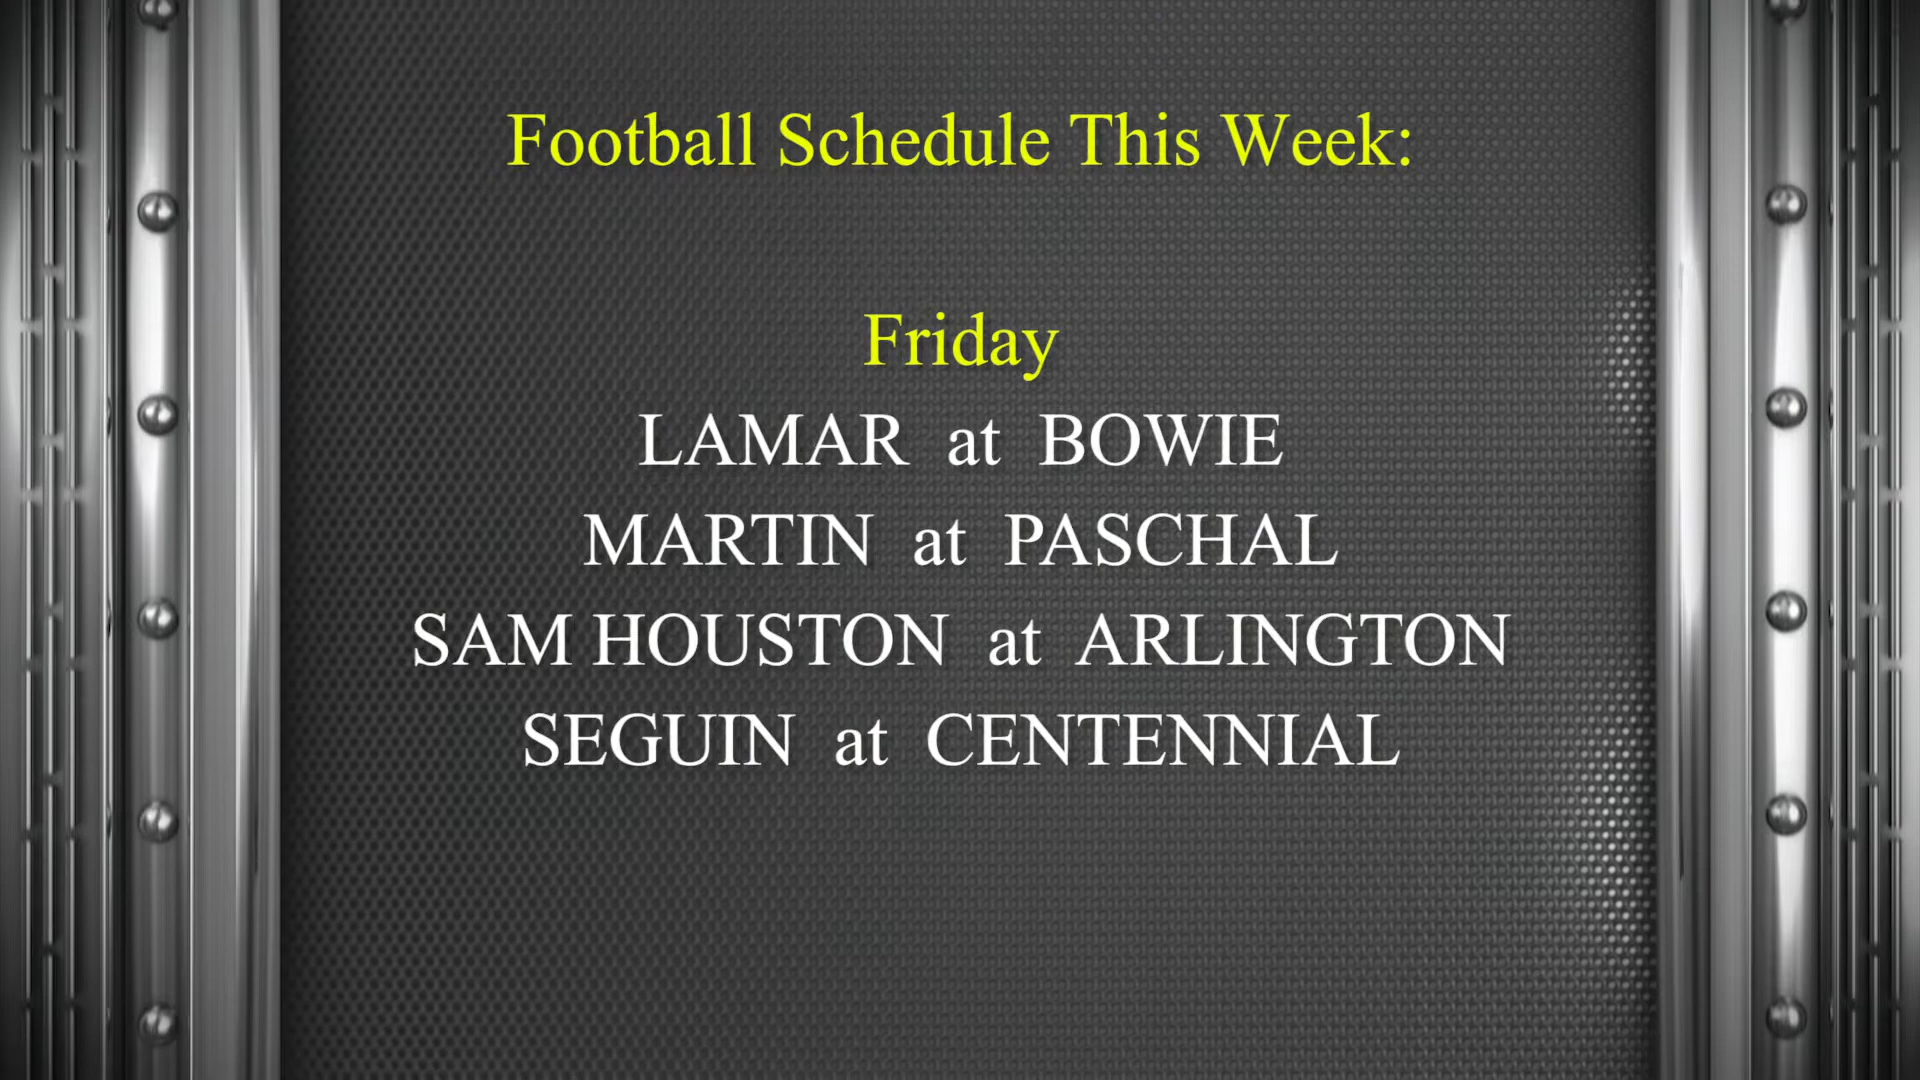 Football Schedule This Week:
Friday
LAMAR at BOWIE
MARTIN at PASCHAL
SAM HOUSTON at ARLINGTON
SEGUIN at CENTENNIAL